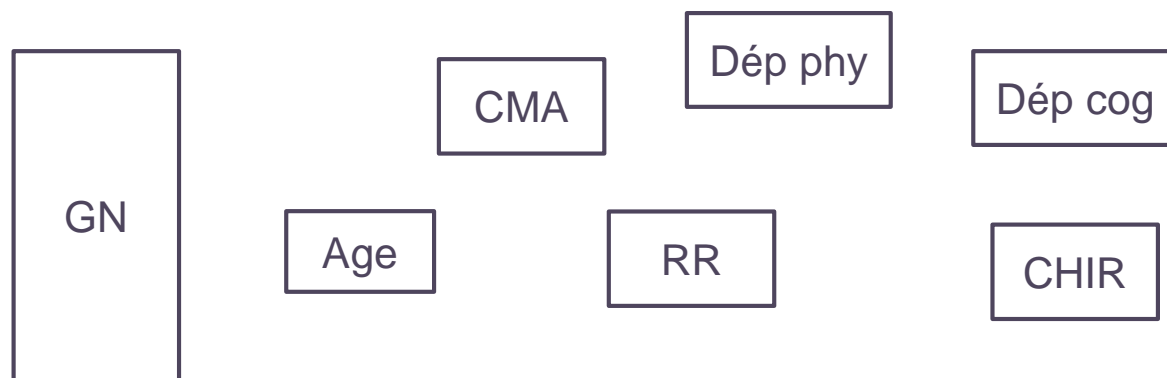 GN
CMA
Dép phy
Dép cog
Age
RR
CHIR